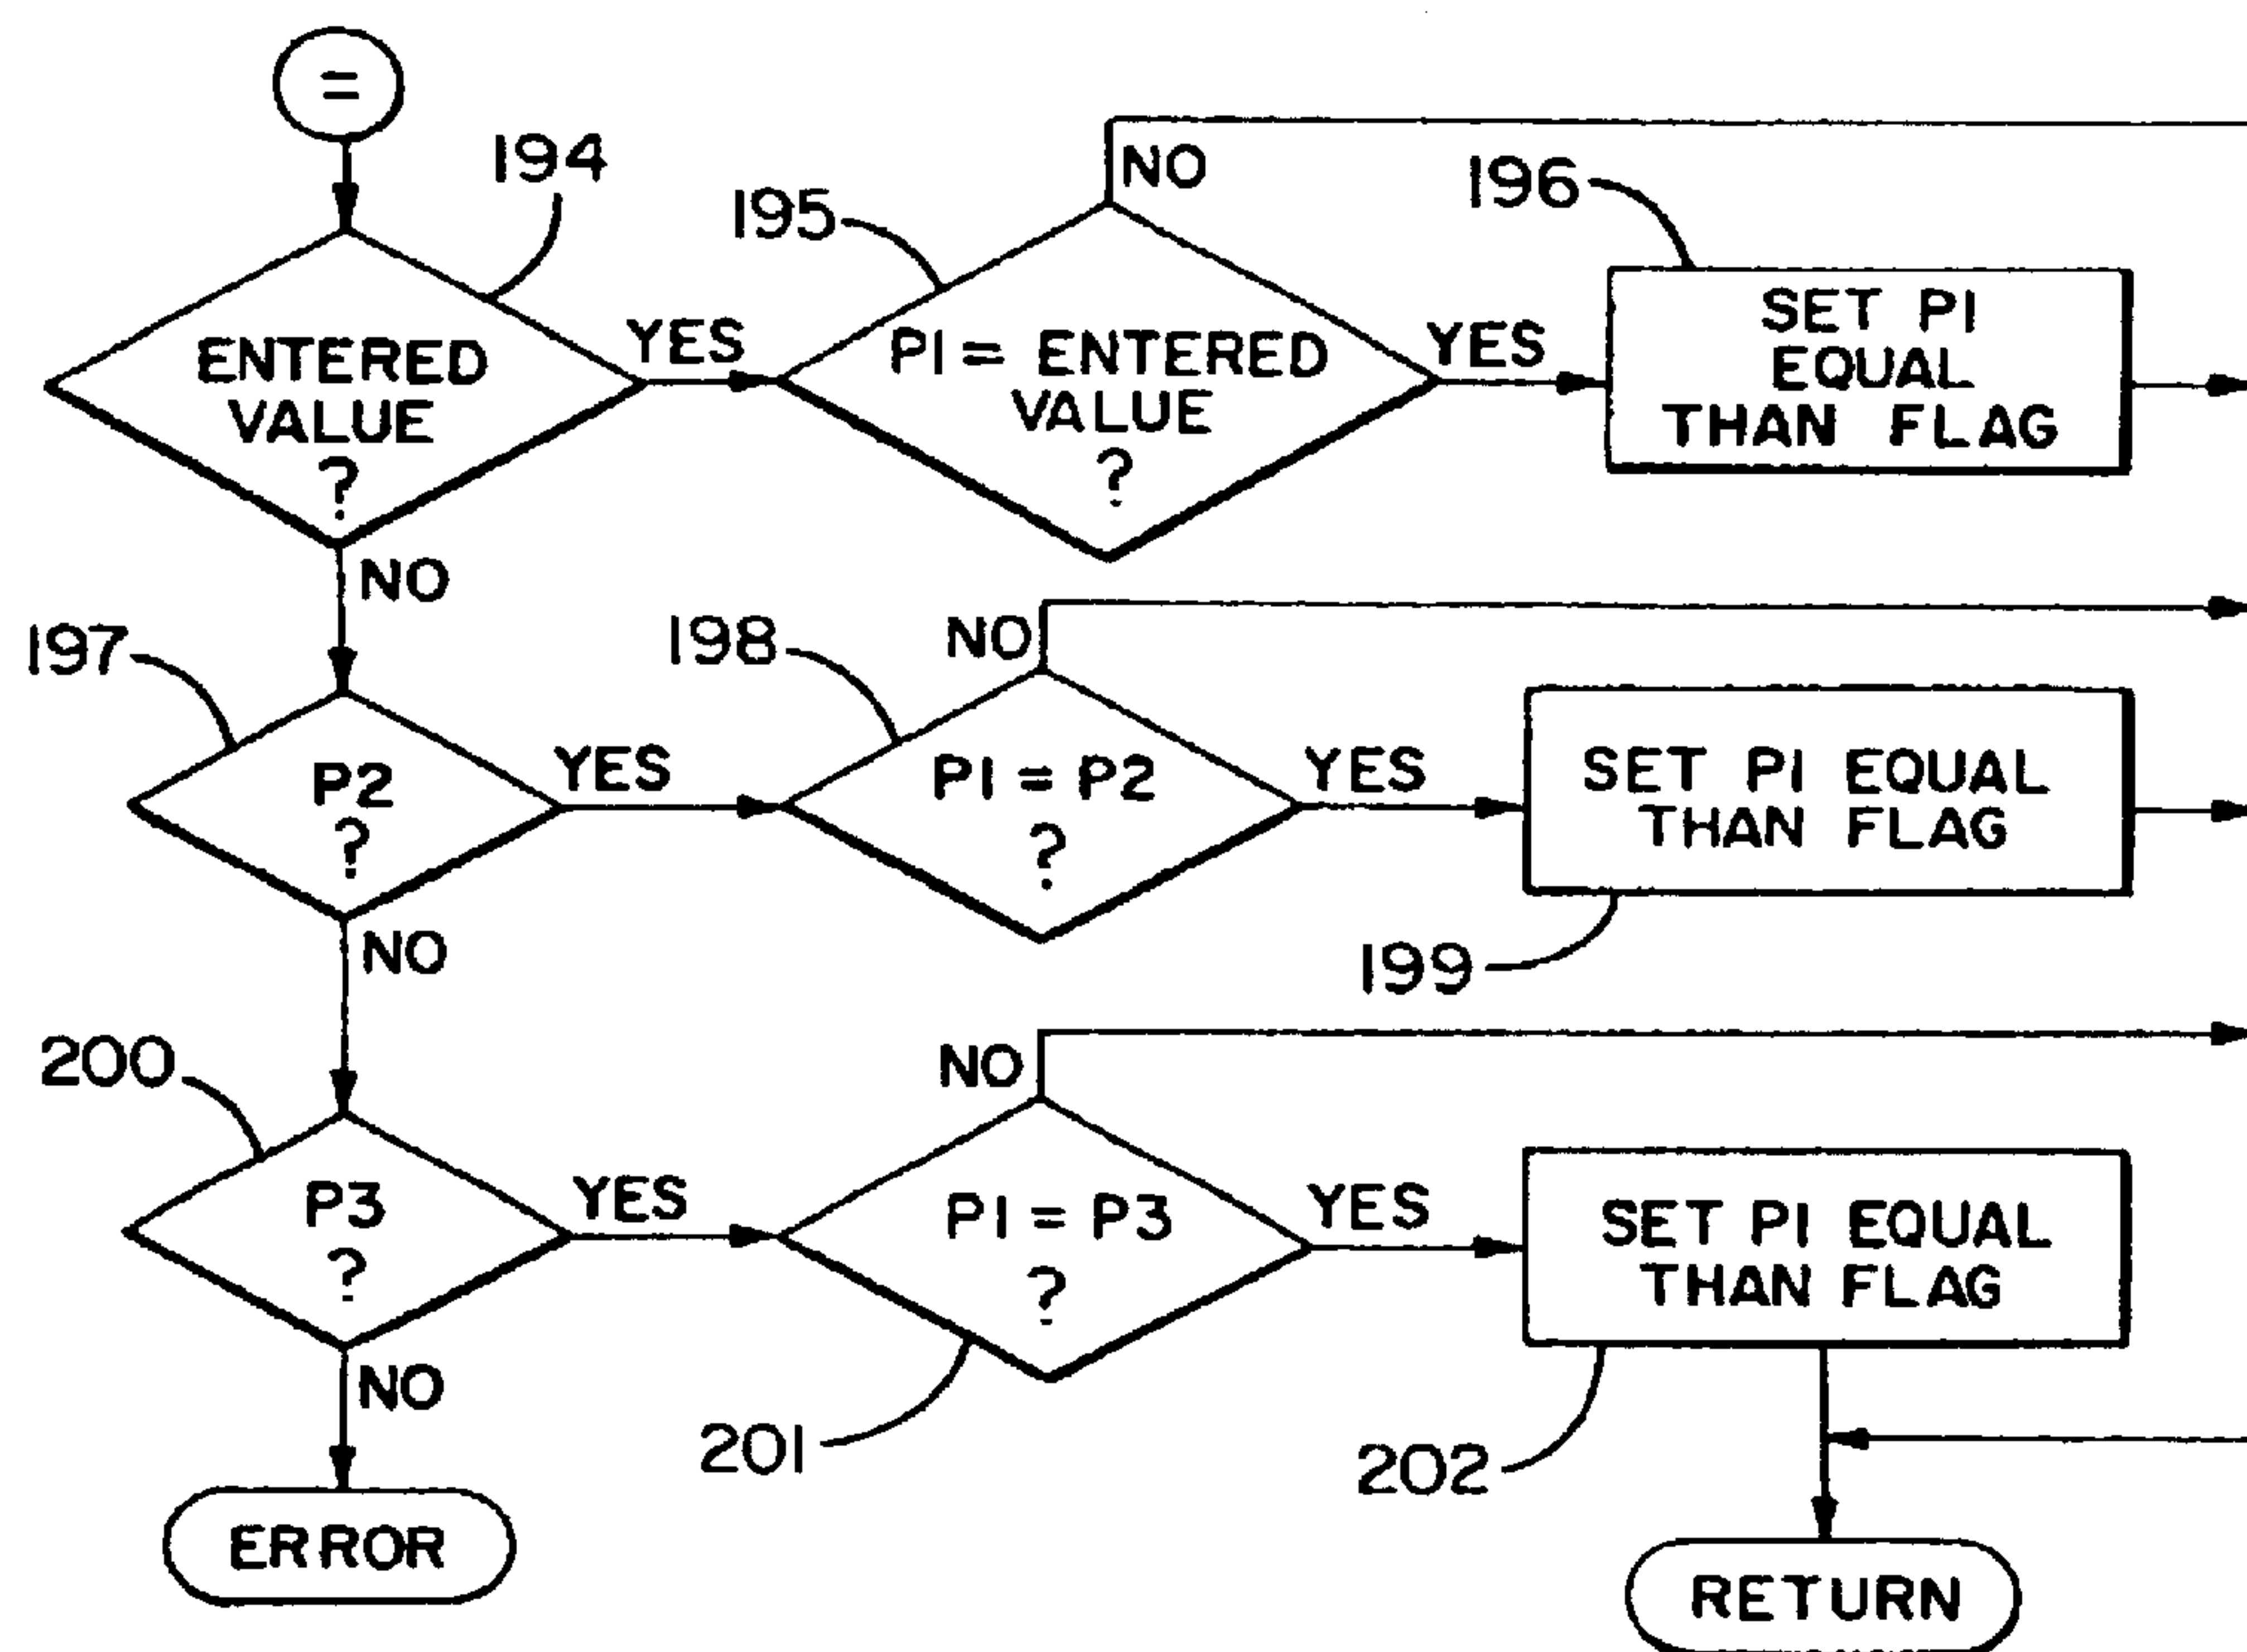 =
194
195
NO
196
ENTERED
VALUE
?
YES
P1 = ENTERED
VALUE
?
YES
SET P1
EQUAL
THAN FLAG
NO
197
P2
?
YES
198
NO
P1 = P2
?
YES
SET P1 EQUAL
THAN FLAG
199
NO
200
P3
?
YES
NO
P1 = P3
?
201
YES
SET P1 EQUAL
THAN FLAG
202
NO
ERROR
RETURN